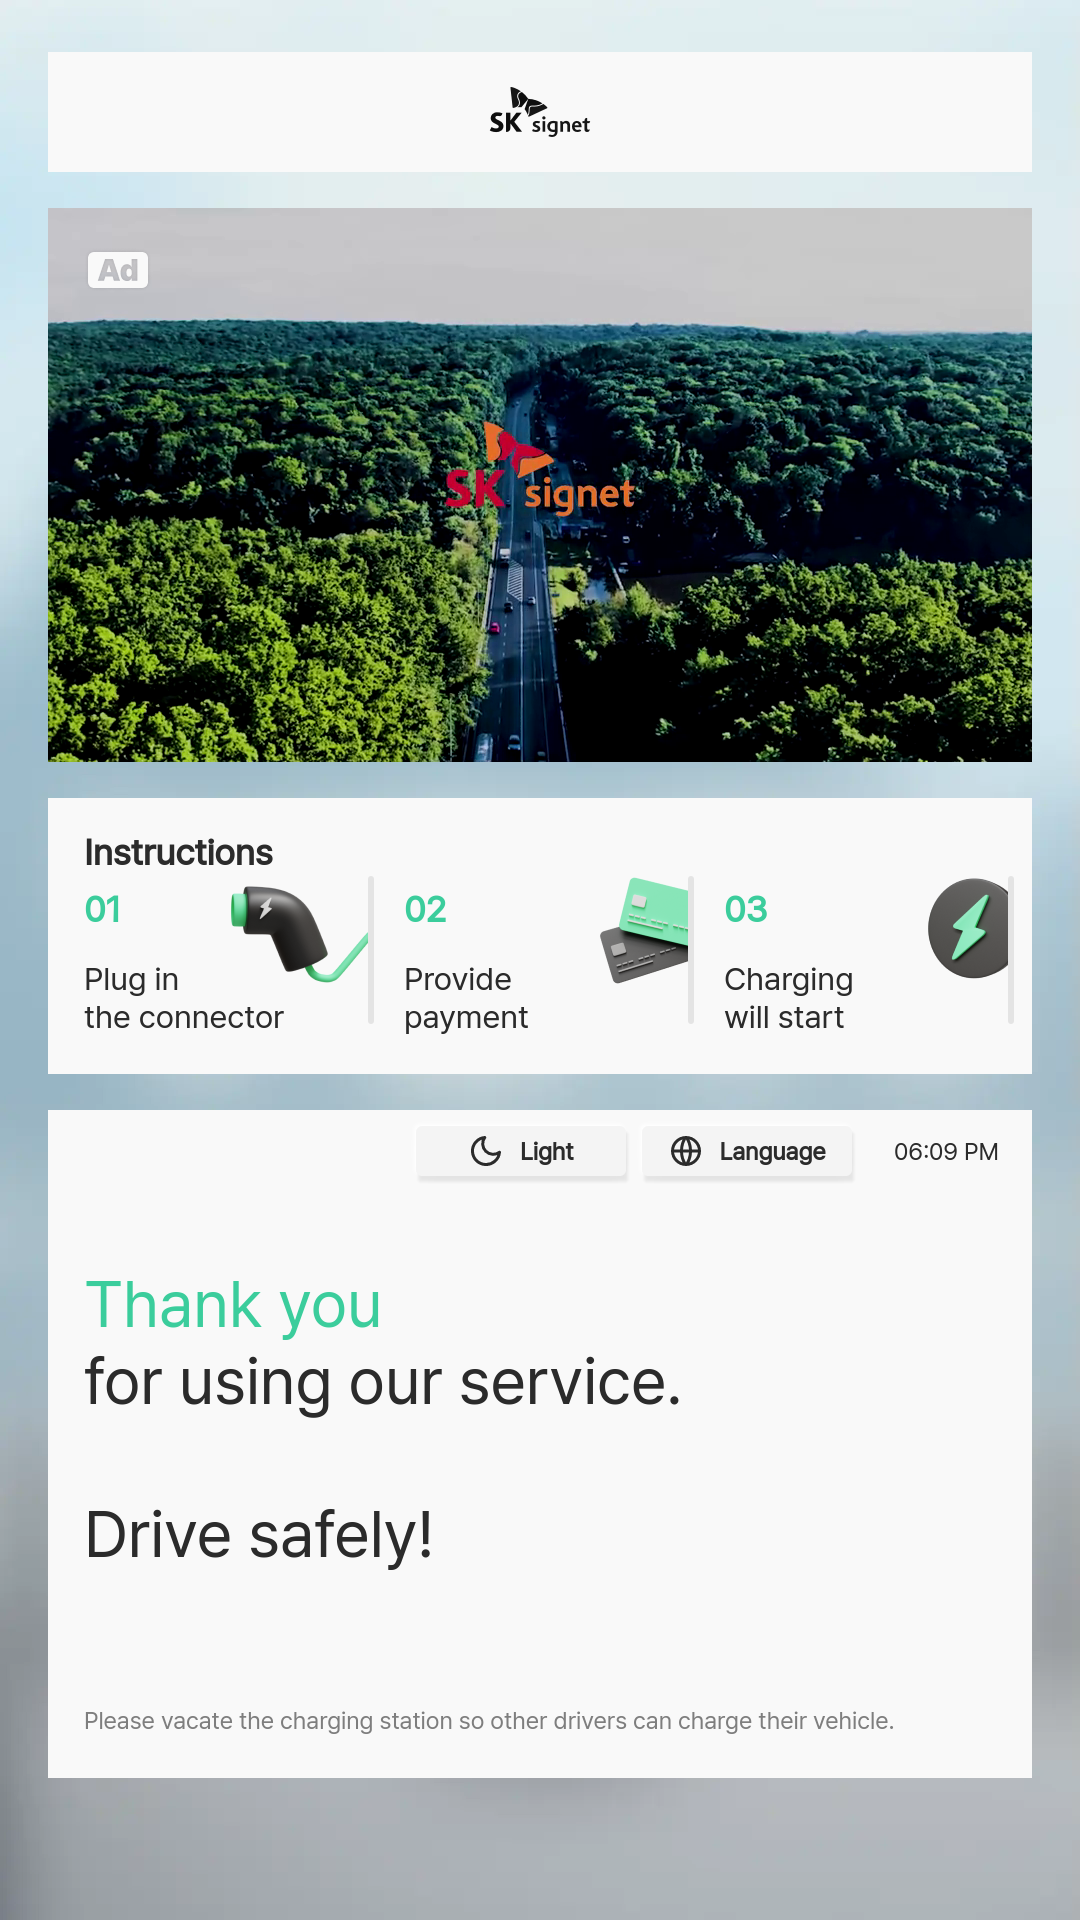 SK signet
Ad
SK signet
Instructions
01
Plug in
the connector
02
Provide
payment
03
Charging
will start
Light
Language
06:09 PM
Thank you
for using our service.
Drive safely!
Please vacate the charging station so other drivers can charge their vehicle.